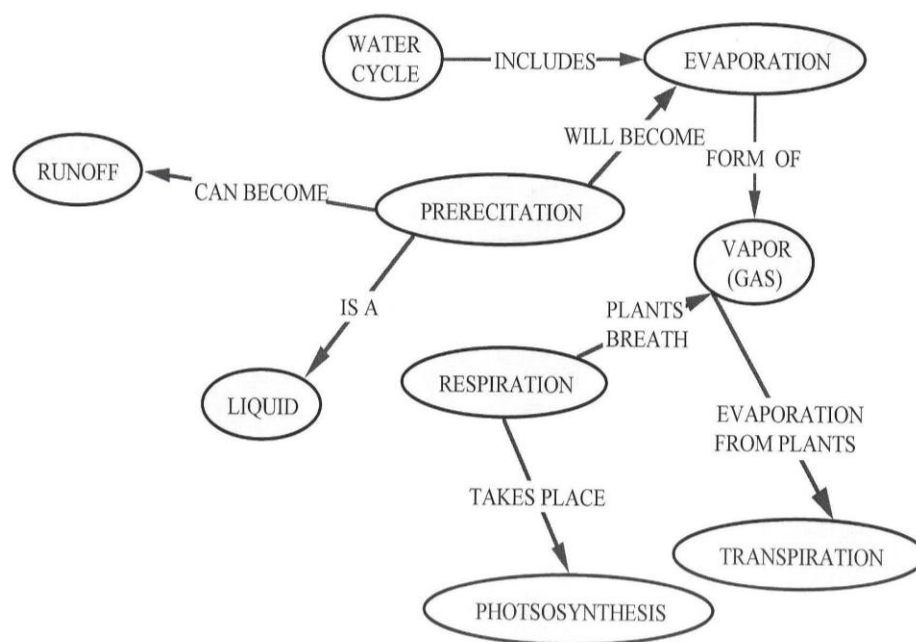 WATER
CYCLE
INCLUDES
EVAPORATION
WILL BECOME
FORM OF
RUNOFF
CAN BECOME
PRERECITATION
VAPOR
(GAS)
IS A
PLANTS
BREATH
LIQUID
RESPIRATION
EVAPORATION
FROM PLANTS
TAKES PLACE
TRANSPIRATION
PHOTSOSYNTHESIS